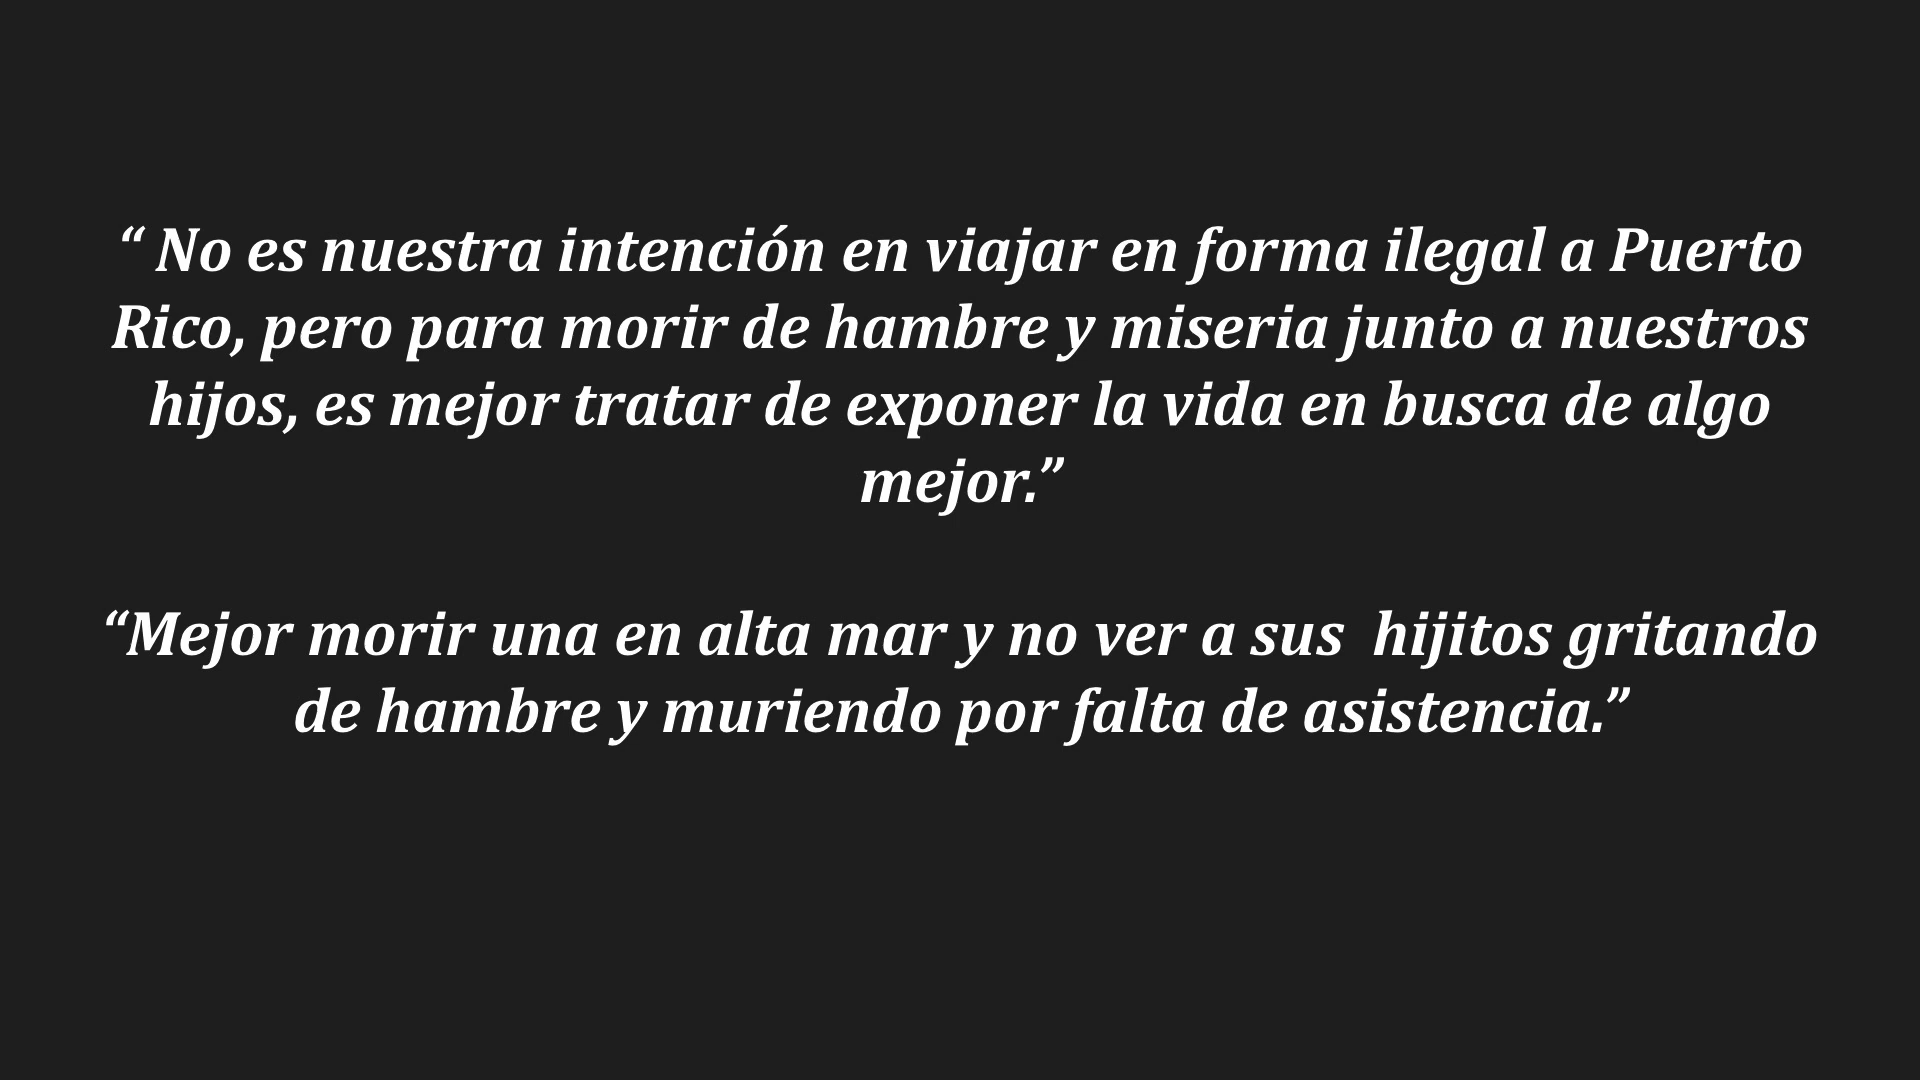 “ No es nuestra intención en viajar en forma ilegal a Puerto
Rico, pero para morir de hambre y miseria junto a nuestros
hijos, es mejor tratar de exponer la vida en busca de algo
mejor.”
“Mejor morir una en alta mar y no ver a sus  hijitos gritando
de hambre y muriendo por falta de asistencia.”